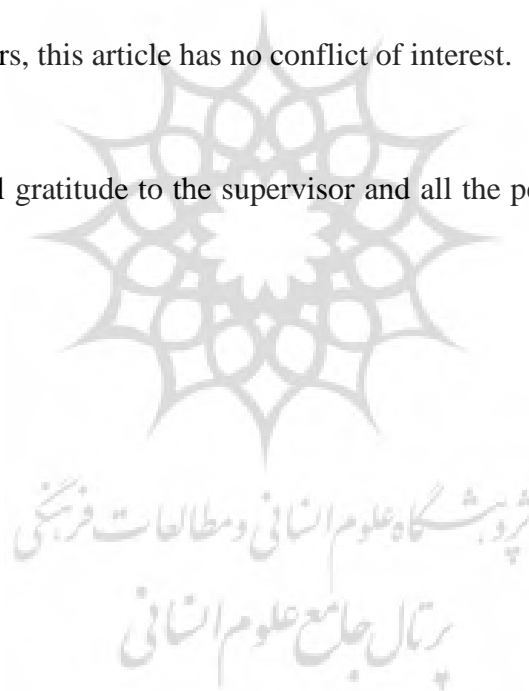 rs, this article has no conflict of interest.
l gratitude to the supervisor and all the pe
پژوهشگاه علوم انسانی و مطالعات فرهنگی
پرتال جامع علوم انسانی